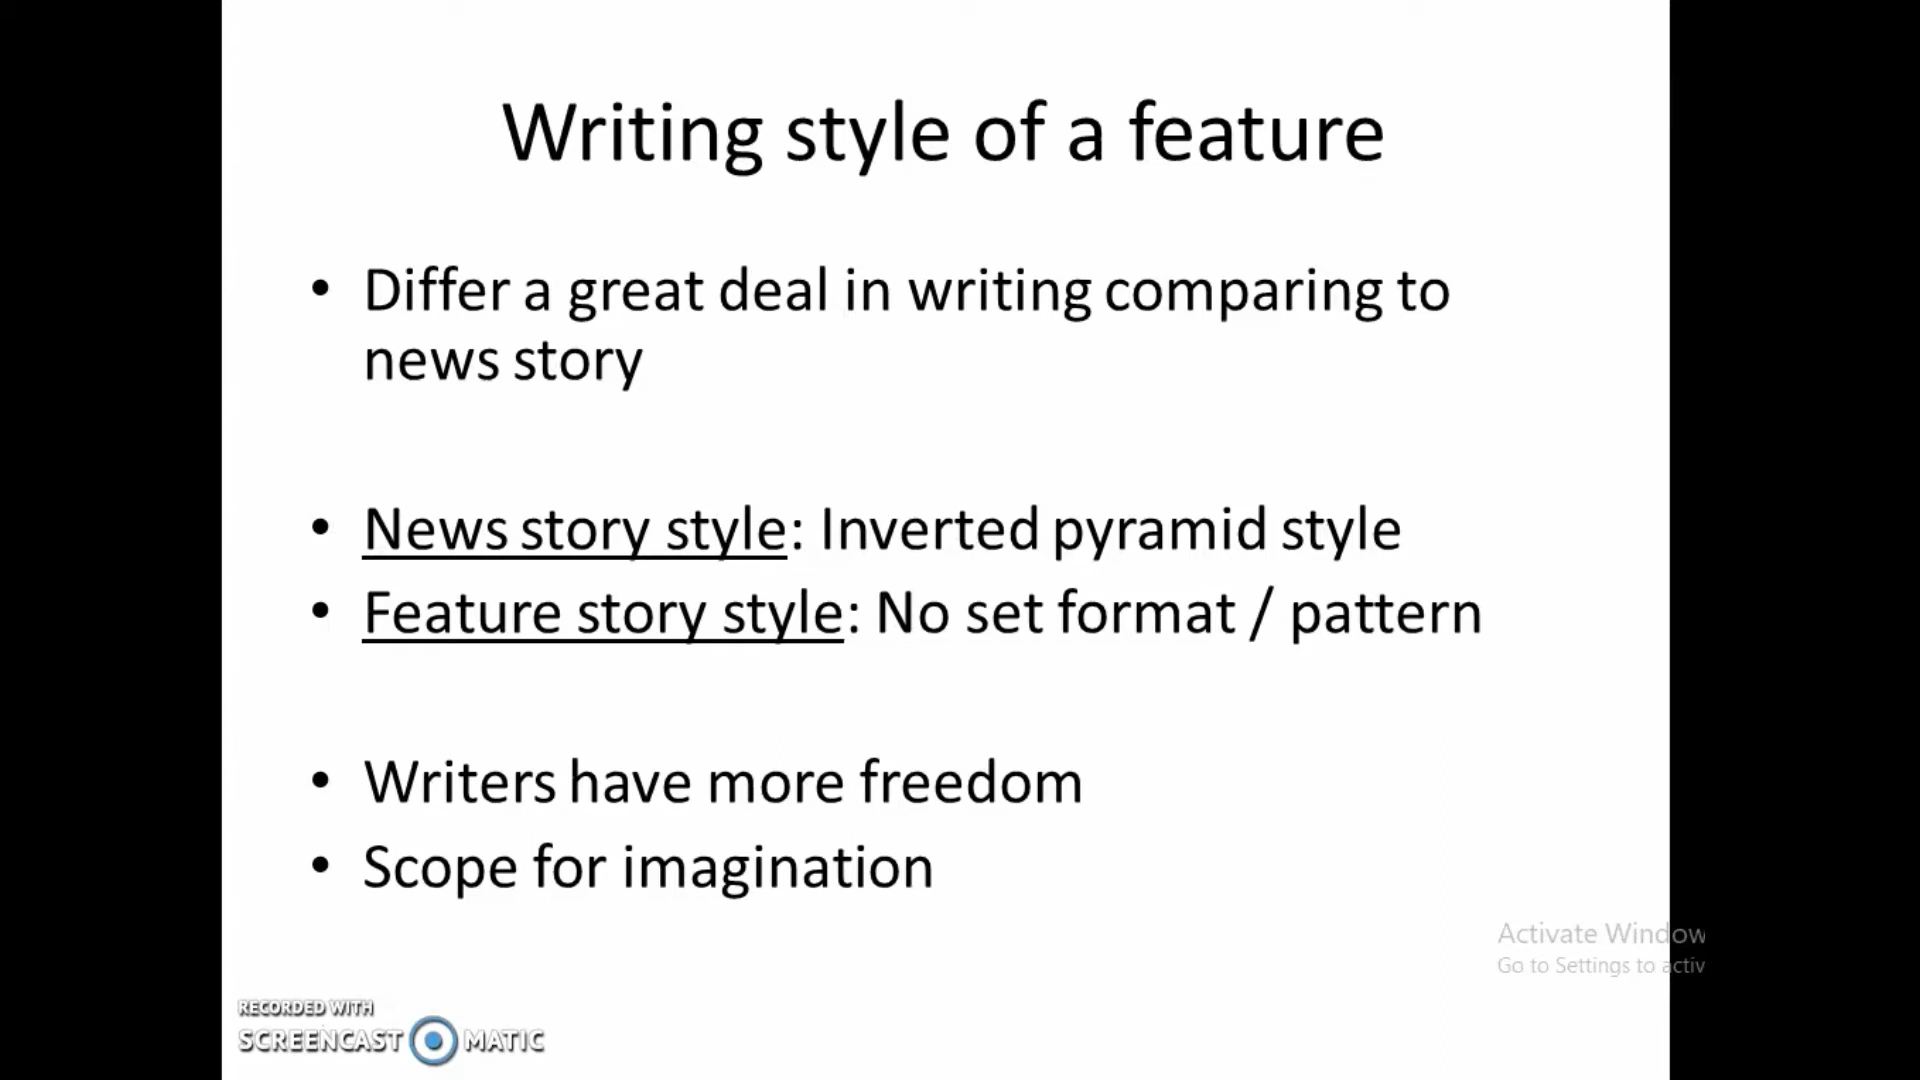 Writing style of a feature
• Differ a great deal in writing comparing to
news story
• News story style: Inverted pyramid style
• Feature story style: No set format / pattern
• Writers have more freedom
• Scope for imagination
Activate Window
Go to Settings to activ
RECORDED WITH
SCREENCAST MATIC